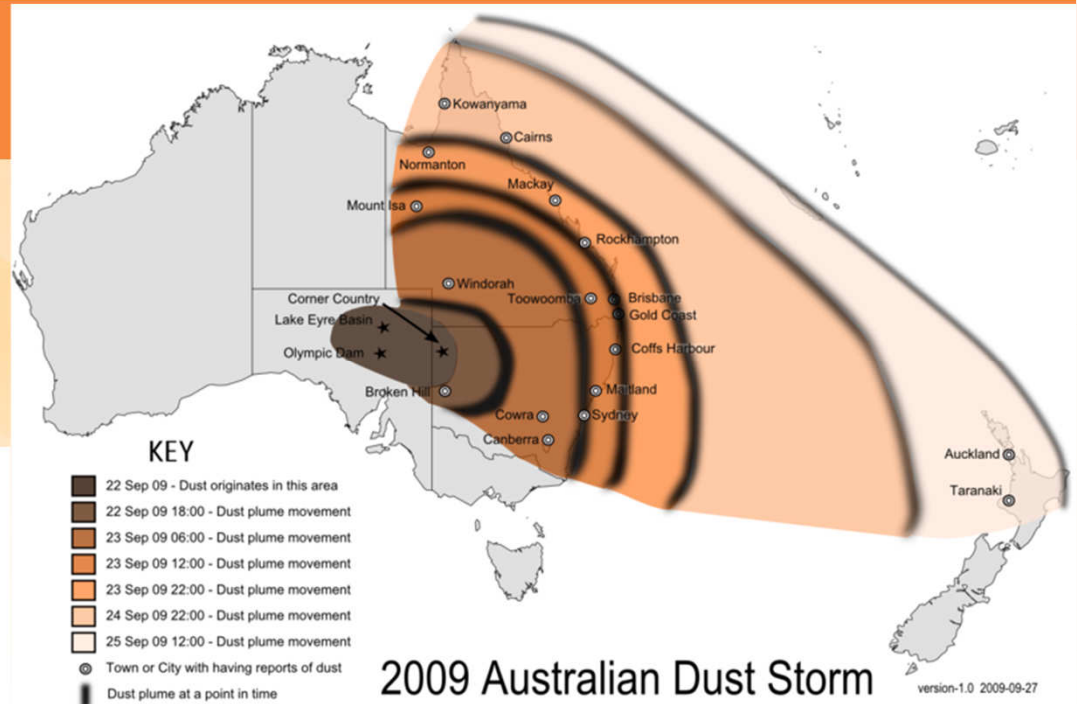 Kowanyama
Cairns
Normanton
Mackay
Mount Isa
Rockhampton
Windorah
Corner Country
Toowoomba
Brisbane
Lake Eyre Basin
Gold Coast
Olympic Dam
Coffs Harbour
Broken Hill
Maitland
Cowra
Sydney
Canberra
Auckland
Taranaki
KEY
22 Sep 09 - Dust originates in this area
22 Sep 09 18:00 - Dust plume movement
23 Sep 09 06:00 - Dust plume movement
23 Sep 09 12:00 - Dust plume movement
23 Sep 09 22:00 - Dust plume movement
24 Sep 09 22:00 - Dust plume movement
25 Sep 09 12:00 - Dust plume movement
Town or City with having reports of dust
Dust plume at a point in time
2009 Australian Dust Storm
version-1.0 2009-09-27